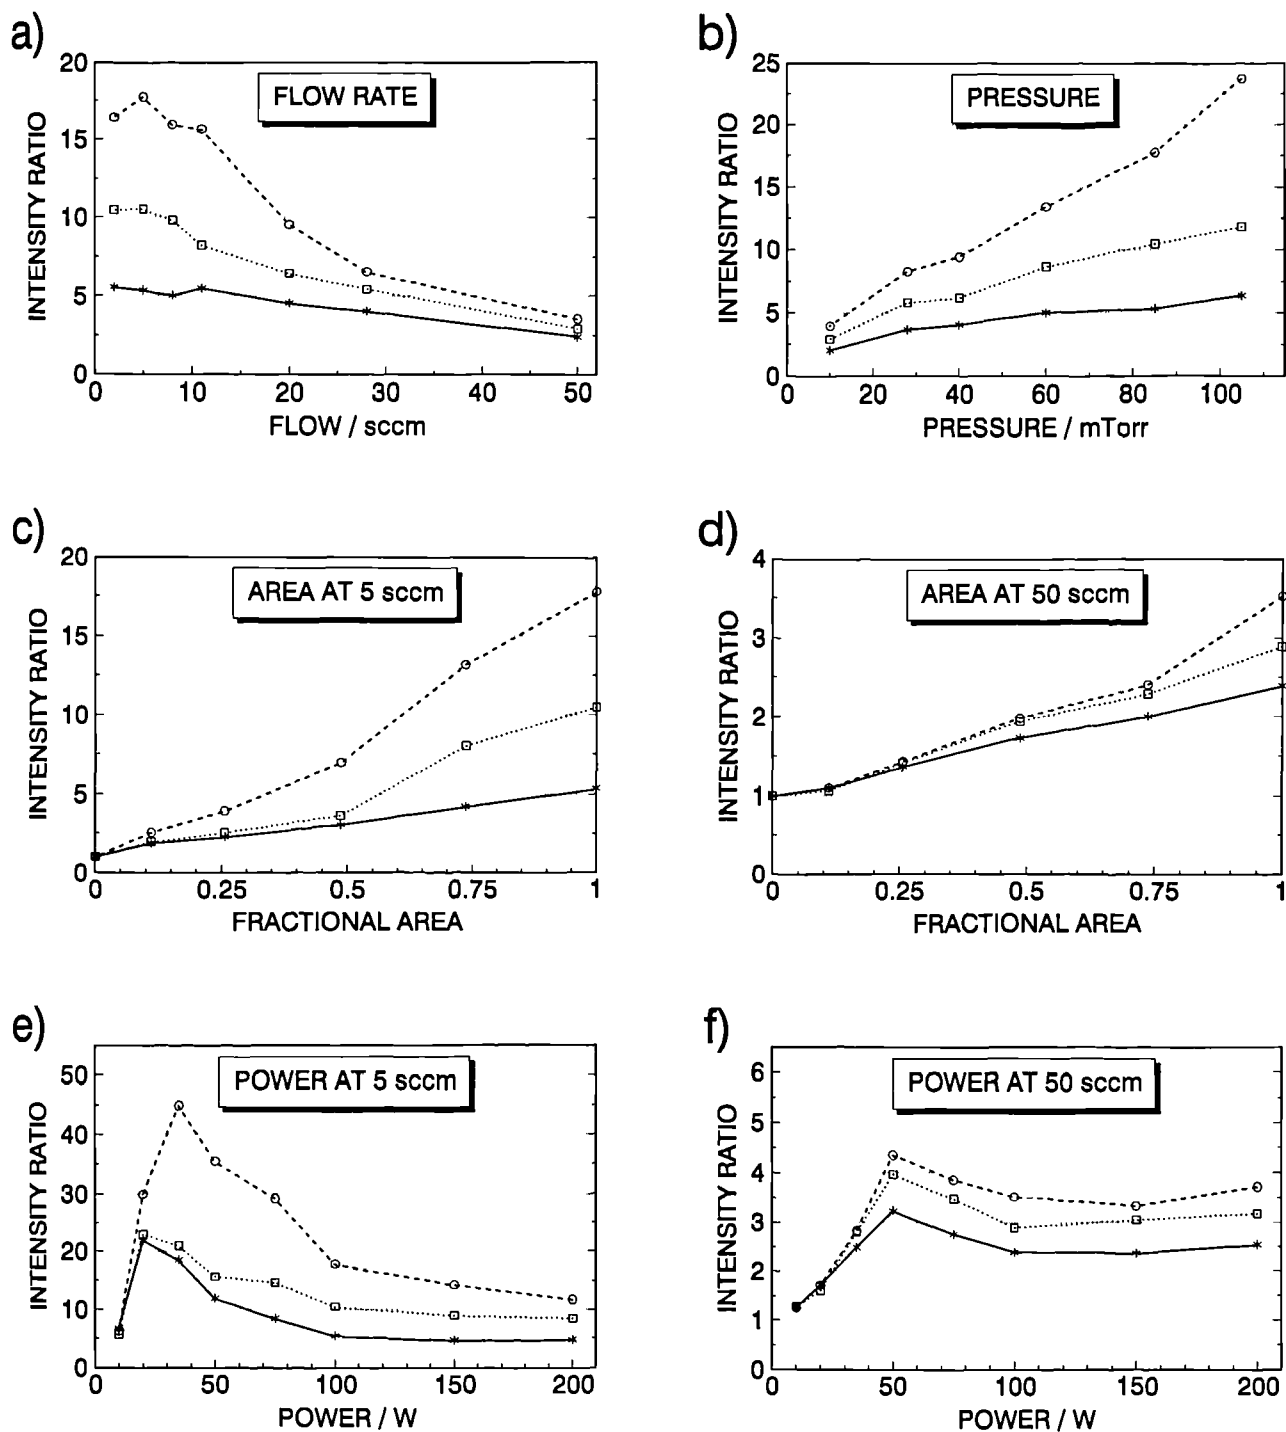 a)
FLOW RATE
INTENSITY RATIO
20
15
10
5
0
0 10 20 30 40 50
FLOW / sccm
b)
PRESSURE
INTENSITY RATIO
25
20
15
10
5
0
0 20 40 60 80 100
PRESSURE / mTorr
c)
AREA AT 5 sccm
INTENSITY RATIO
20
15
10
5
0
0 0.25 0.5 0.75 1
FRACTIONAL AREA
d)
AREA AT 50 sccm
INTENSITY RATIO
4
3
2
1
0
0 0.25 0.5 0.75 1
FRACTIONAL AREA
e)
POWER AT 5 sccm
INTENSITY RATIO
50
40
30
20
10
0
0 50 100 150 200
POWER / W
f)
POWER AT 50 sccm
INTENSITY RATIO
6
5
4
3
2
1
0
0 50 100 150 200
POWER / W